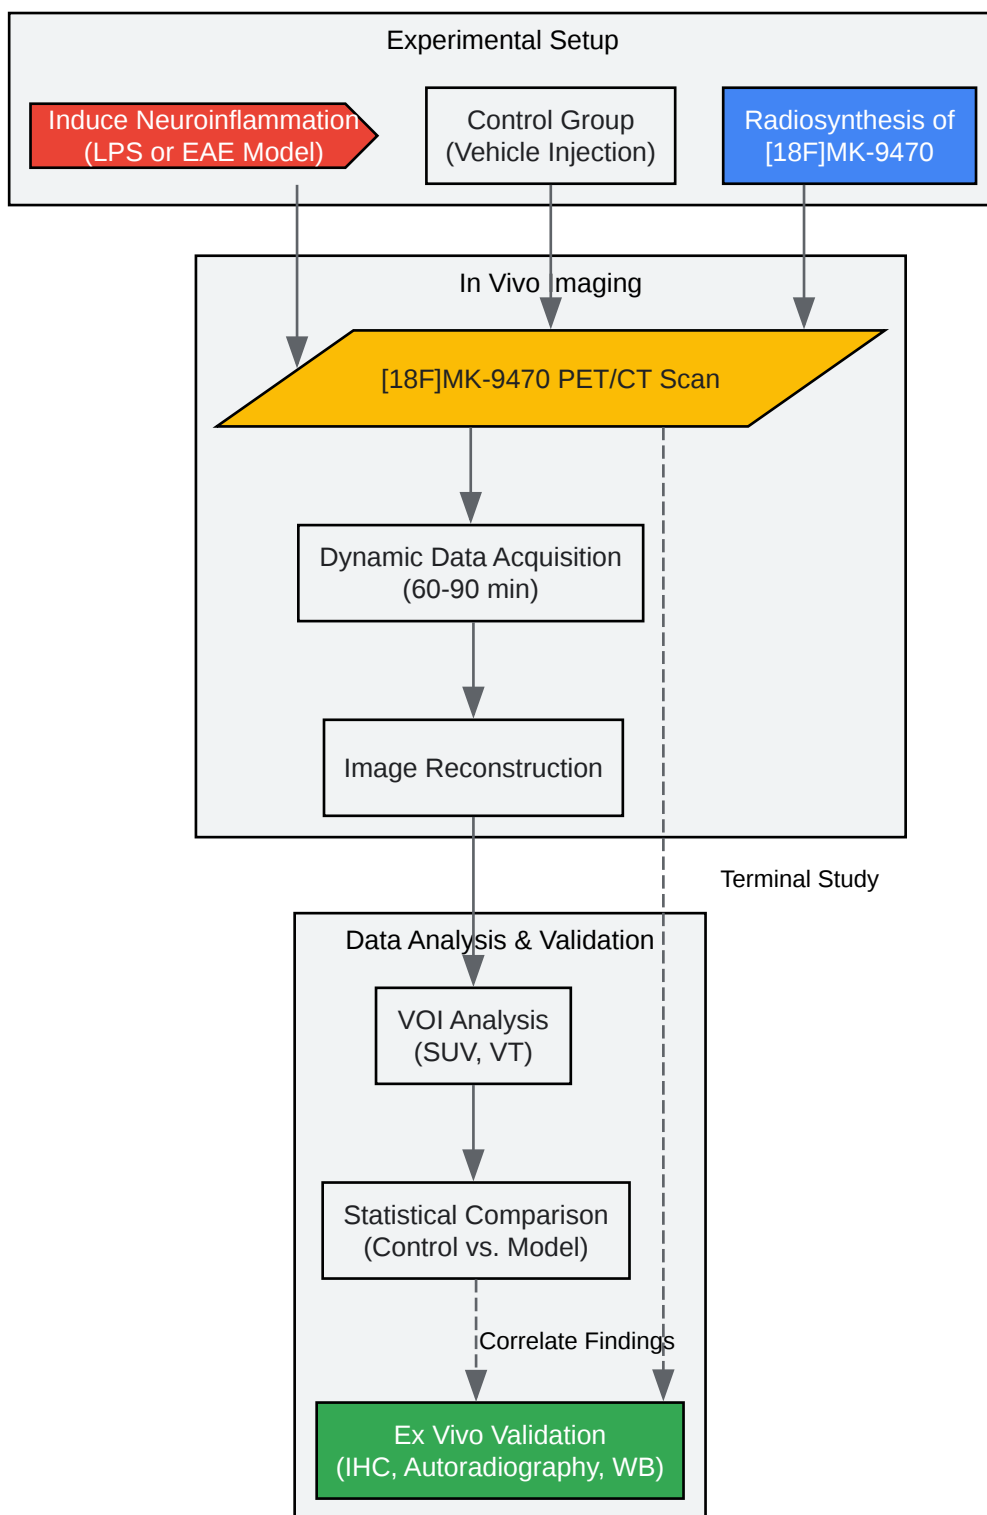 Experimental Setup
Induce Neuroinflammation
(LPS or EAE Model)
Control Group
(Vehicle Injection)
Radiosynthesis of
[18F]MK-9470
In Vivo Imaging
[18F]MK-9470 PET/CT Scan
Dynamic Data Acquisition
(60-90 min)
Image Reconstruction
Terminal Study
Data Analysis & Validation
VOI Analysis
(SUV, VT)
Statistical Comparison
(Control vs. Model)
Correlate Findings
Ex Vivo Validation
(IHC, Autoradiography, WB)